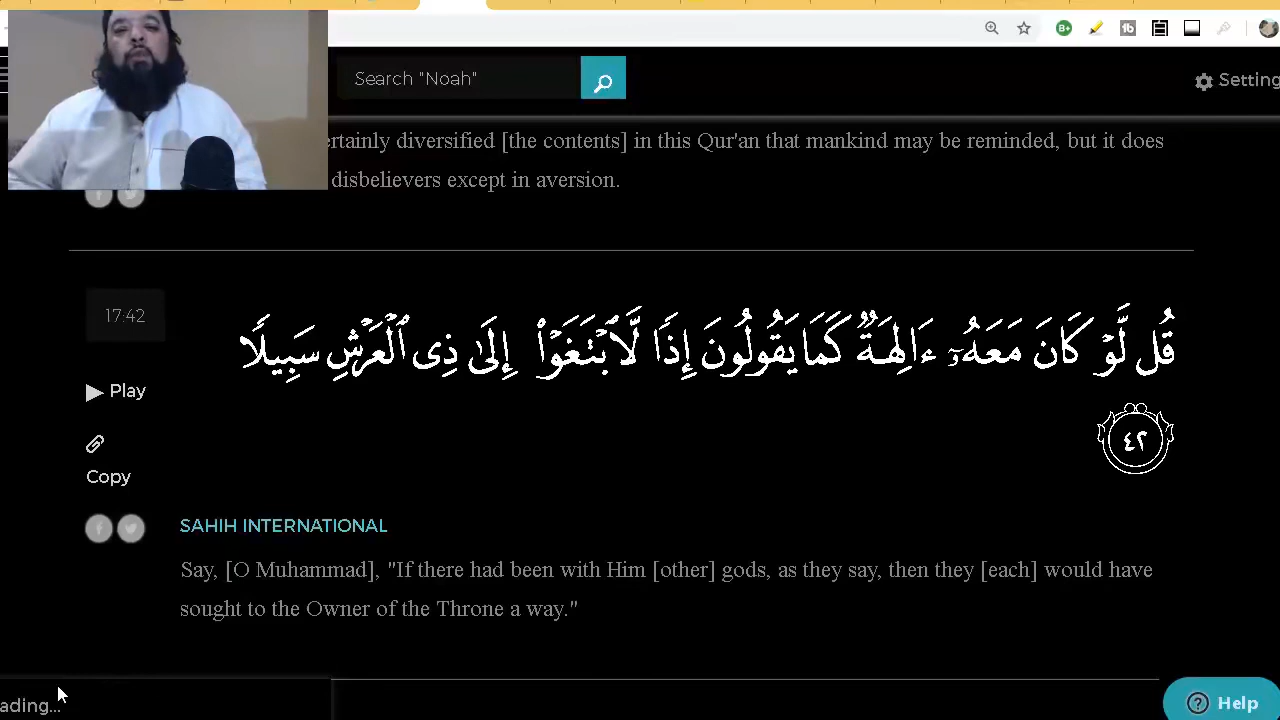 Search "Noah"
Setting
ertainly diversified [the contents] in this Qur'an that mankind may be reminded, but it does
disbelievers except in aversion.
17:42
قُل لَّوْ كَانَ مَعَهُۥٓ ءَالِهَةٌ كَمَا يَقُولُونَ إِذًا لَّٱبْتَغَوْا۟ إِلَىٰ ذِى ٱلْعَرْشِ سَبِيلًا
٤٢
Play
Copy
SAHIH INTERNATIONAL
Say, [O Muhammad], "If there had been with Him [other] gods, as they say, then they [each] would have
sought to the Owner of the Throne a way."
ading...
Help